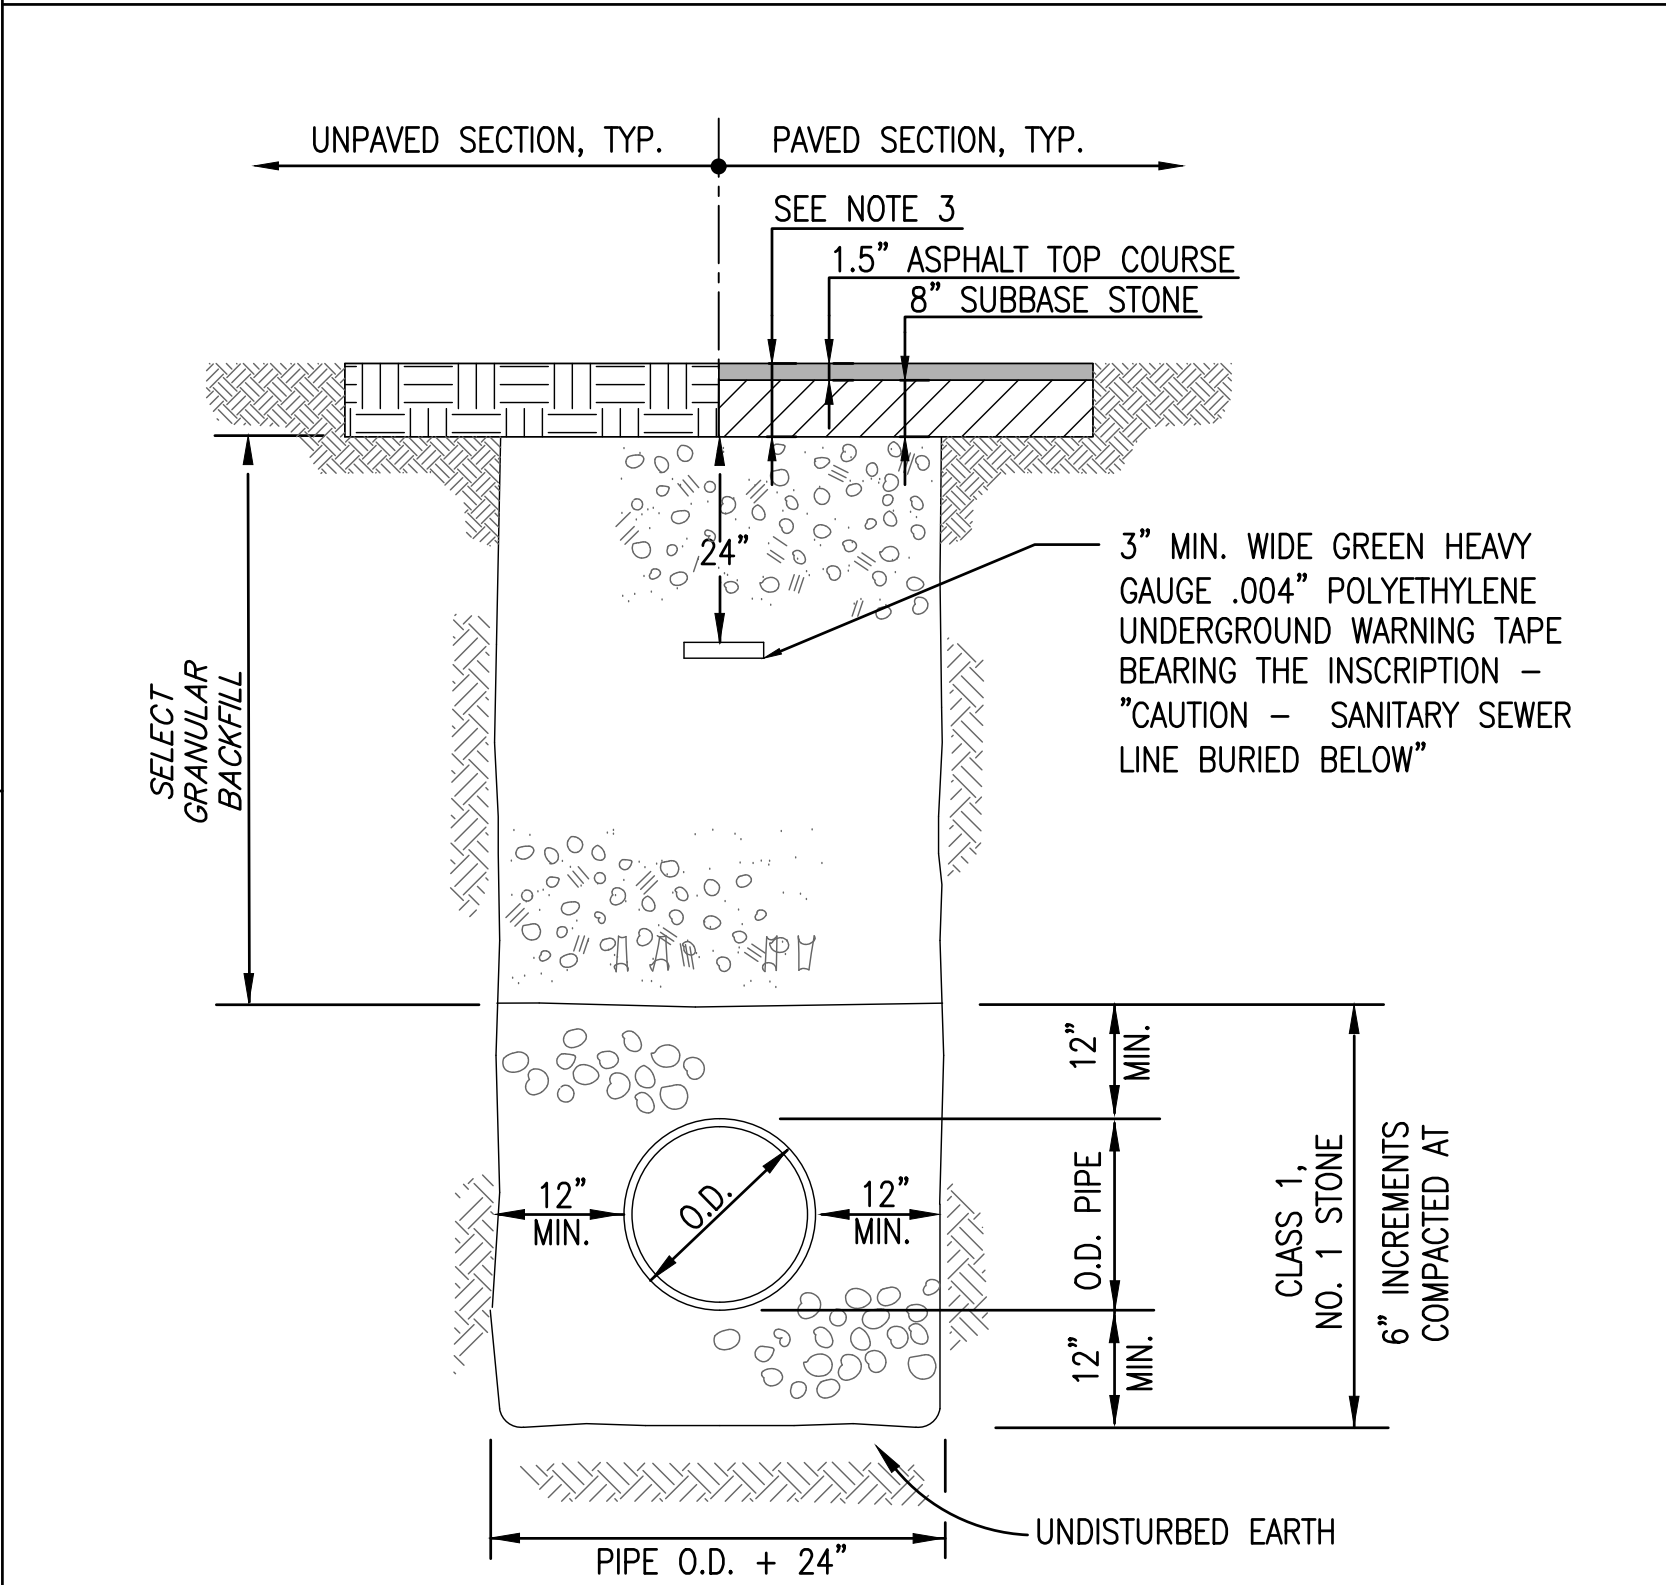 UNPAVED SECTION, TYP.
PAVED SECTION, TYP.
SEE NOTE 3
1.5" ASPHALT TOP COURSE
8" SUBBASE STONE
24"
3" MIN. WIDE GREEN HEAVY
GAUGE .004" POLYETHYLENE
UNDERGROUND WARNING TAPE
BEARING THE INSCRIPTION –
"CAUTION – SANITARY SEWER
LINE BURIED BELOW"
SELECT
GRANULAR
BACKFILL
12"
MIN.
12"
MIN.
O.D.
12"
MIN.
O.D. PIPE
12"
MIN.
CLASS 1,
NO. 1 STONE
6" INCREMENTS
COMPACTED AT
UNDISTURBED EARTH
PIPE O.D. + 24"